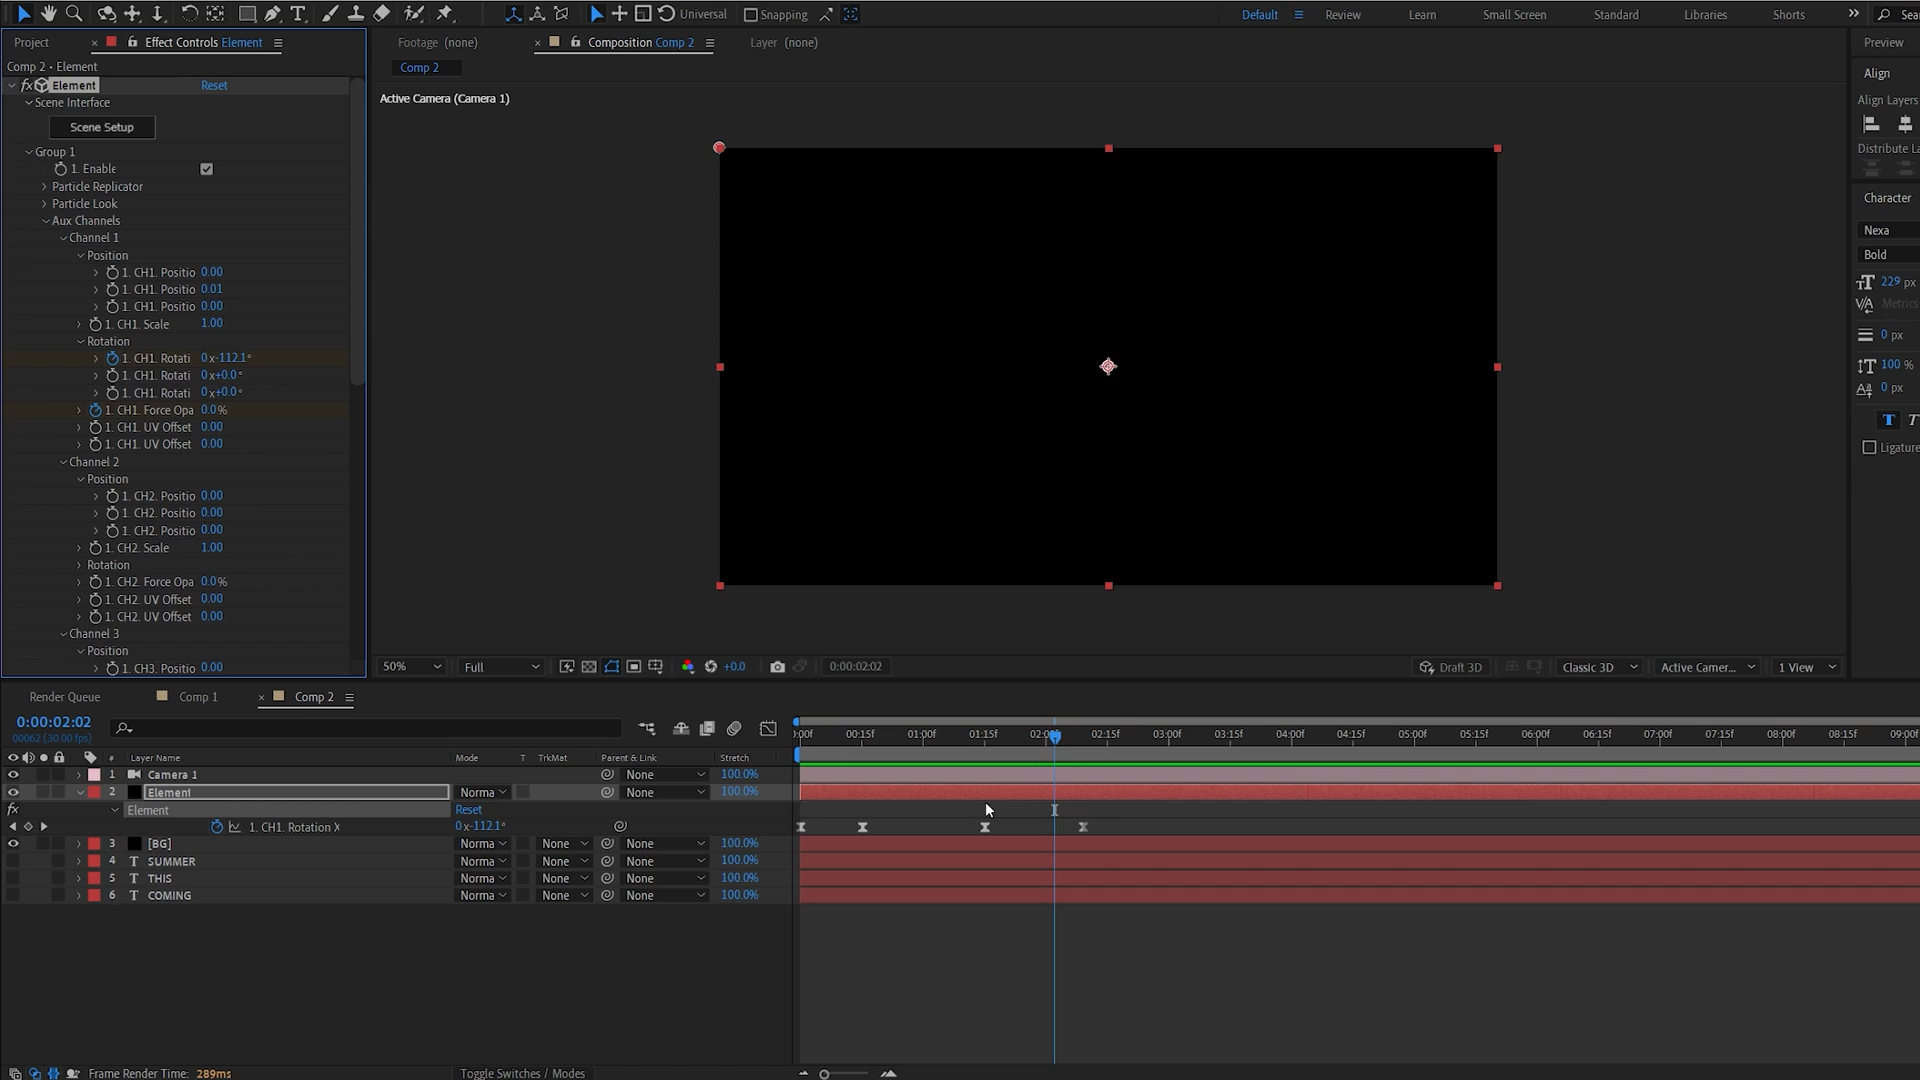 Universal Snapping Default Review Learn Small Screen Standard Libraries Shorts
Project Effect Controls Element Footage (none) Composition Comp 2 Layer (none) Preview
Comp 2 • Element Comp 2
fx Element Reset Active Camera (Camera 1) Align
Scene Interface Align Layers
Scene Setup
Group 1 Distribute La
1. Enable
Particle Replicator
Particle Look Character
Aux Channels
Channel 1 Nexa
Position Bold
1. CH1. Positio 0.00 229 px
1. CH1. Positio 0.01 Metrics
1. CH1. Positio 0.00
1. CH1. Scale 1.00 0 px
Rotation
1. CH1. Rotati 0x-112.1° 100 %
1. CH1. Rotati 0x+0.0° 0 px
1. CH1. Rotati 0x+0.0°
1. CH1. Force Opa 0.0%
1. CH1. UV Offset 0.00
1. CH1. UV Offset 0.00 Ligature
Channel 2
Position
1. CH2. Positio 0.00
1. CH2. Positio 0.00
1. CH2. Positio 0.00
1. CH2. Scale 1.00
Rotation
1. CH2. Force Opa 0.0%
1. CH2. UV Offset 0.00
1. CH2. UV Offset 0.00
Channel 3
Position
1. CH3. Positio 0.00 50% Full +0.0 0:00:02:02 Draft 3D Classic 3D Active Camer... 1 View
Render Queue Comp 1 Comp 2
0:00:02:02
00062 (30.00 fps) :00f 00:15f 01:00f 01:15f 02:00f 02:15f 03:00f 03:15f 04:00f 04:15f 05:00f 05:15f 06:00f 06:15f 07:00f 07:15f 08:00f 08:15f 09:00f
# Layer Name Mode T TrkMat Parent & Link Stretch
1 Camera 1 None 100.0%
2 Element Norma None 100.0%
fx Element Reset
1. CH1. Rotation X 0x-112.1°
3 [BG] Norma None None 100.0%
4 T SUMMER Norma None None 100.0%
5 T THIS Norma None None 100.0%
6 T COMING Norma None None 100.0%
Frame Render Time: 289ms Toggle Switches / Modes